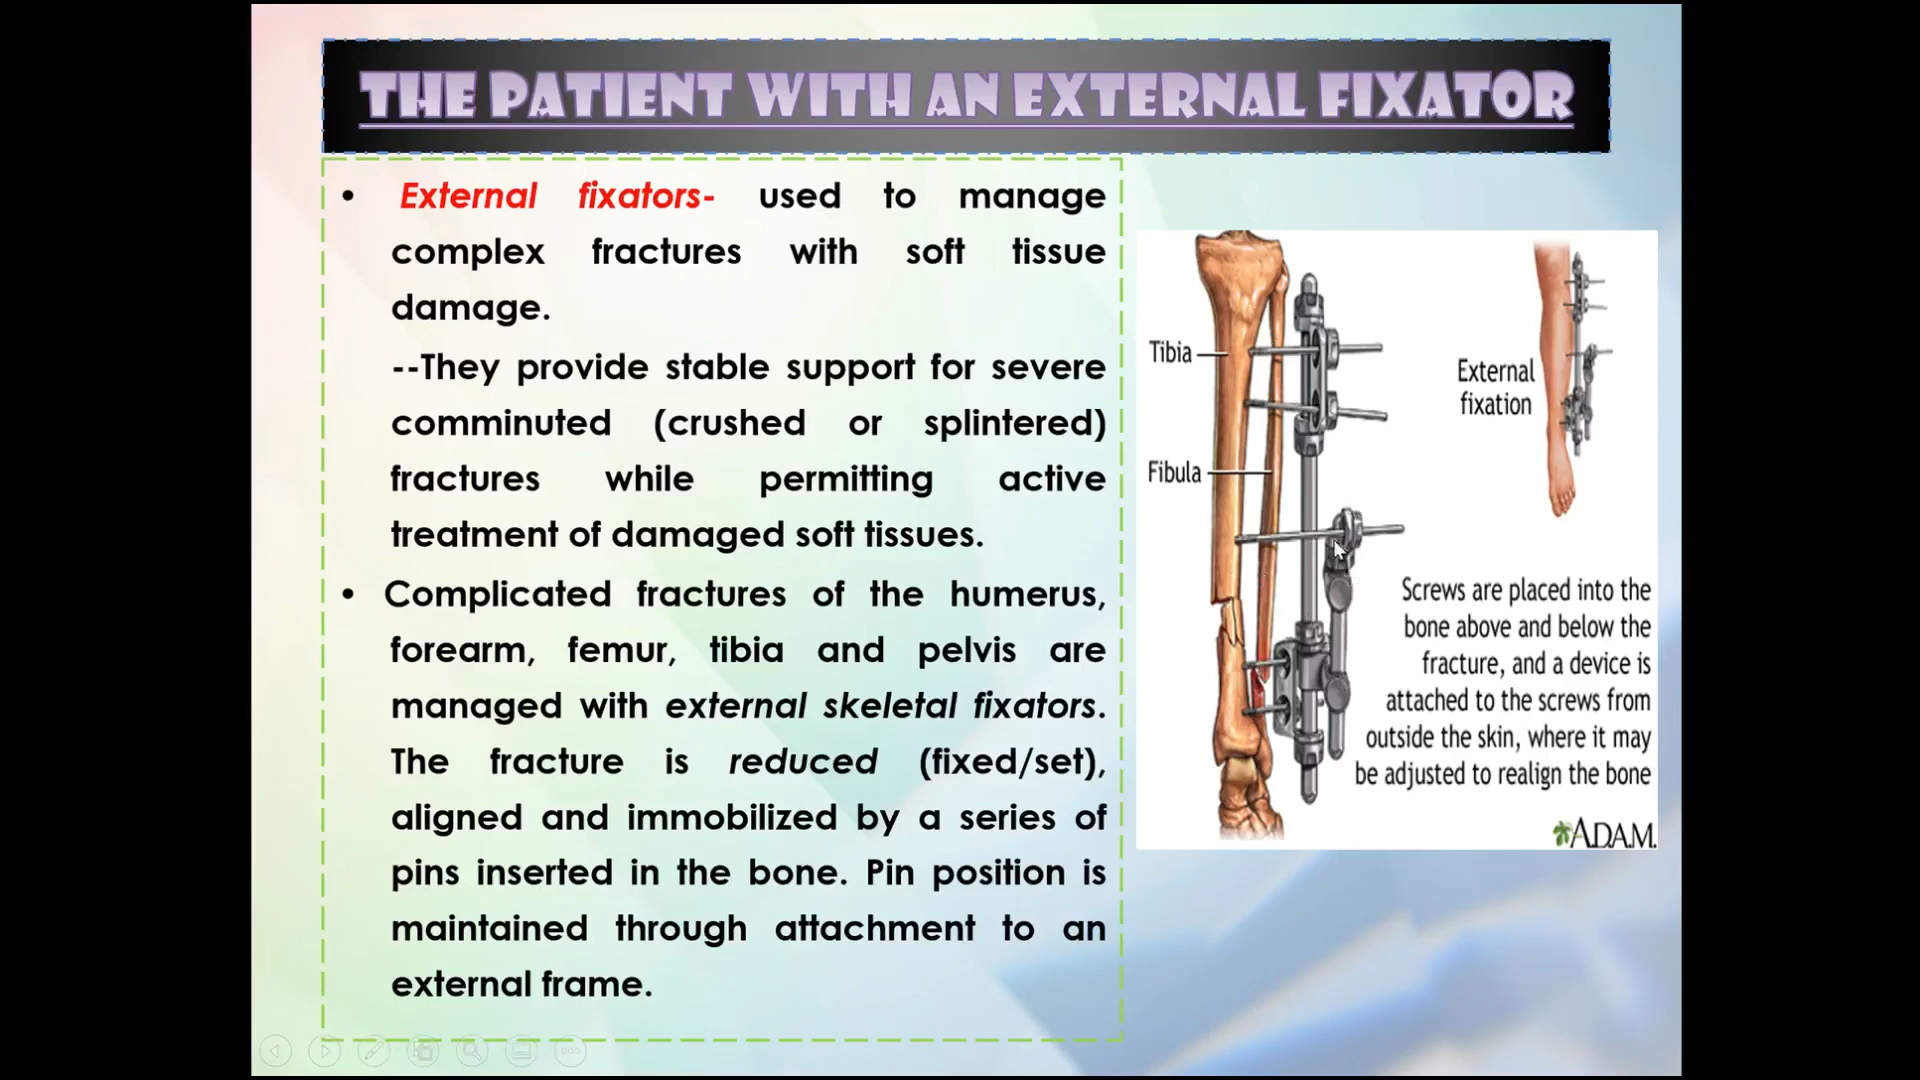 THE PATIENT WITH AN EXTERNAL FIXATOR
• External fixators- used to manage
complex fractures with soft tissue
damage.
--They provide stable support for severe
comminuted (crushed or splintered)
fractures while permitting active
treatment of damaged soft tissues.
• Complicated fractures of the humerus,
forearm, femur, tibia and pelvis are
managed with external skeletal fixators.
The fracture is reduced (fixed/set),
aligned and immobilized by a series of
pins inserted in the bone. Pin position is
maintained through attachment to an
external frame.
Tibia
Fibula
External
fixation
Screws are placed into the
bone above and below the
fracture, and a device is
attached to the screws from
outside the skin, where it may
be adjusted to realign the bone
A.D.A.M.